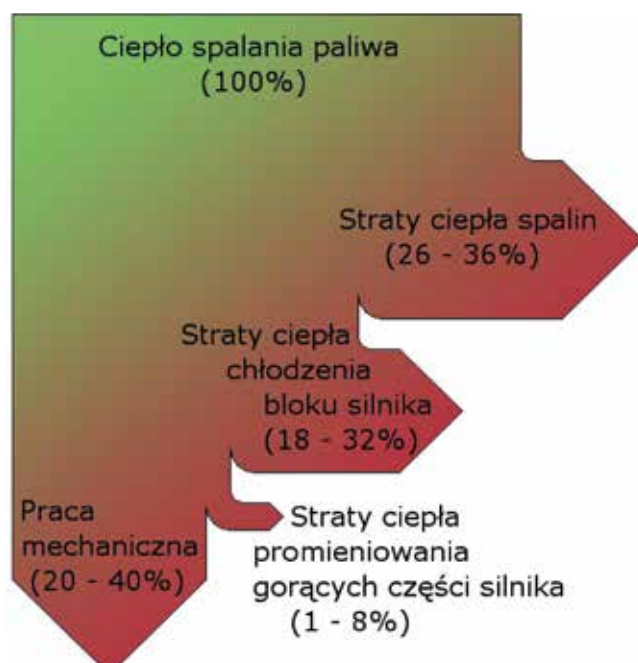 Ciepło spalania paliwa
(100%)
Straty ciepła spalin
(26 - 36%)
Straty ciepła
chłodzenia
bloku silnika
(18 - 32%)
Praca
mechaniczna
(20 - 40%)
Straty ciepła
promieniowania
gorących części silnika
(1 - 8%)